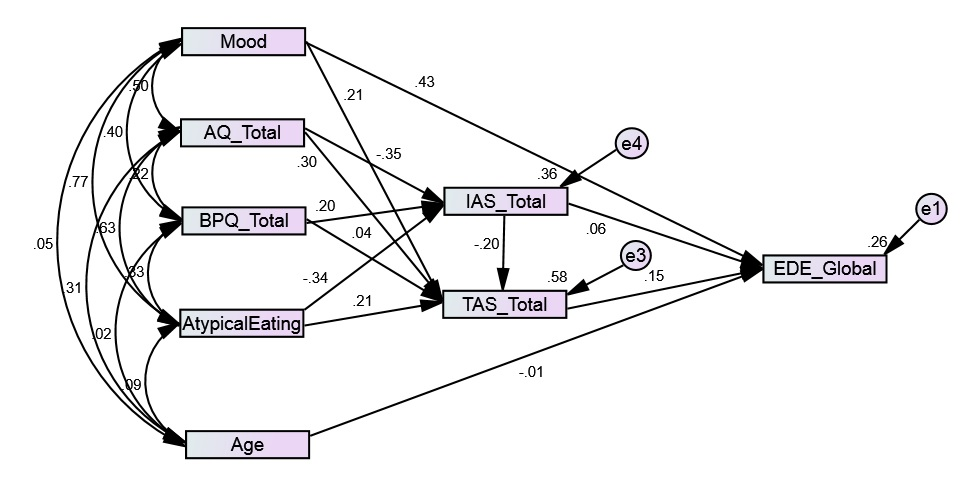 Mood
.50
.43
.21
AQ_Total
.40
.22
.30
-.35
e4
.36
.77
IAS_Total
BPQ_Total
.20
.04
.06
e1
.26
.63
.05
-.20
e3
EDE_Global
.33
.31
-.34
.58
.15
AtypicalEating
.21
TAS_Total
.02
.09
-.01
Age